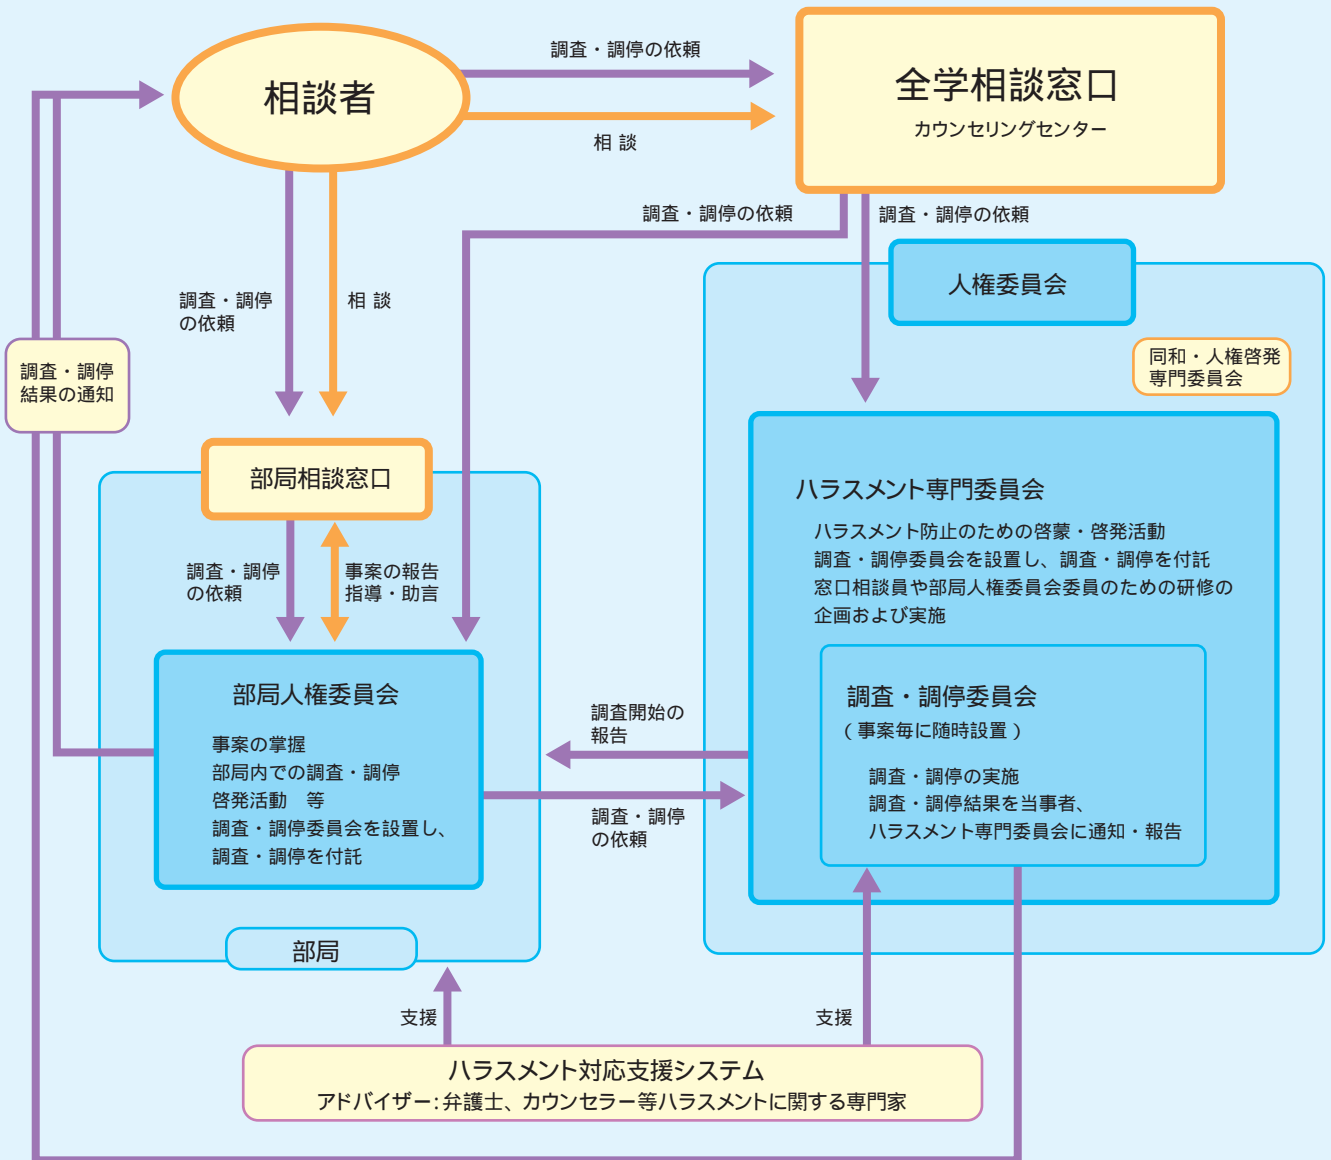 調査・調停の依頼
相談者
全学相談窓口
カウンセリングセンター
相 談
調査・調停の依頼
調査・調停の依頼
人権委員会
調査・調停
の依頼
相 談
同和・人権啓発
専門委員会
調査・調停
結果の通知
部局相談窓口
ハラスメント専門委員会
ハラスメント防止のための啓蒙・啓発活動
調査・調停委員会を設置し、調査・調停を付託
窓口相談員や部局人権委員会委員のための研修の
企画および実施
調査・調停
の依頼
事案の報告
指導・助言
部局人権委員会
事案の掌握
部局内での調査・調停
啓発活動　等
調査・調停委員会を設置し、
調査・調停を付託
調査・調停委員会
(事案毎に随時設置)
調査・調停の実施
調査・調停結果を当事者、
ハラスメント専門委員会に通知・報告
調査開始の
報告
調査・調停
の依頼
部局
支援
支援
ハラスメント対応支援システム
アドバイザー:弁護士、カウンセラー等ハラスメントに関する専門家